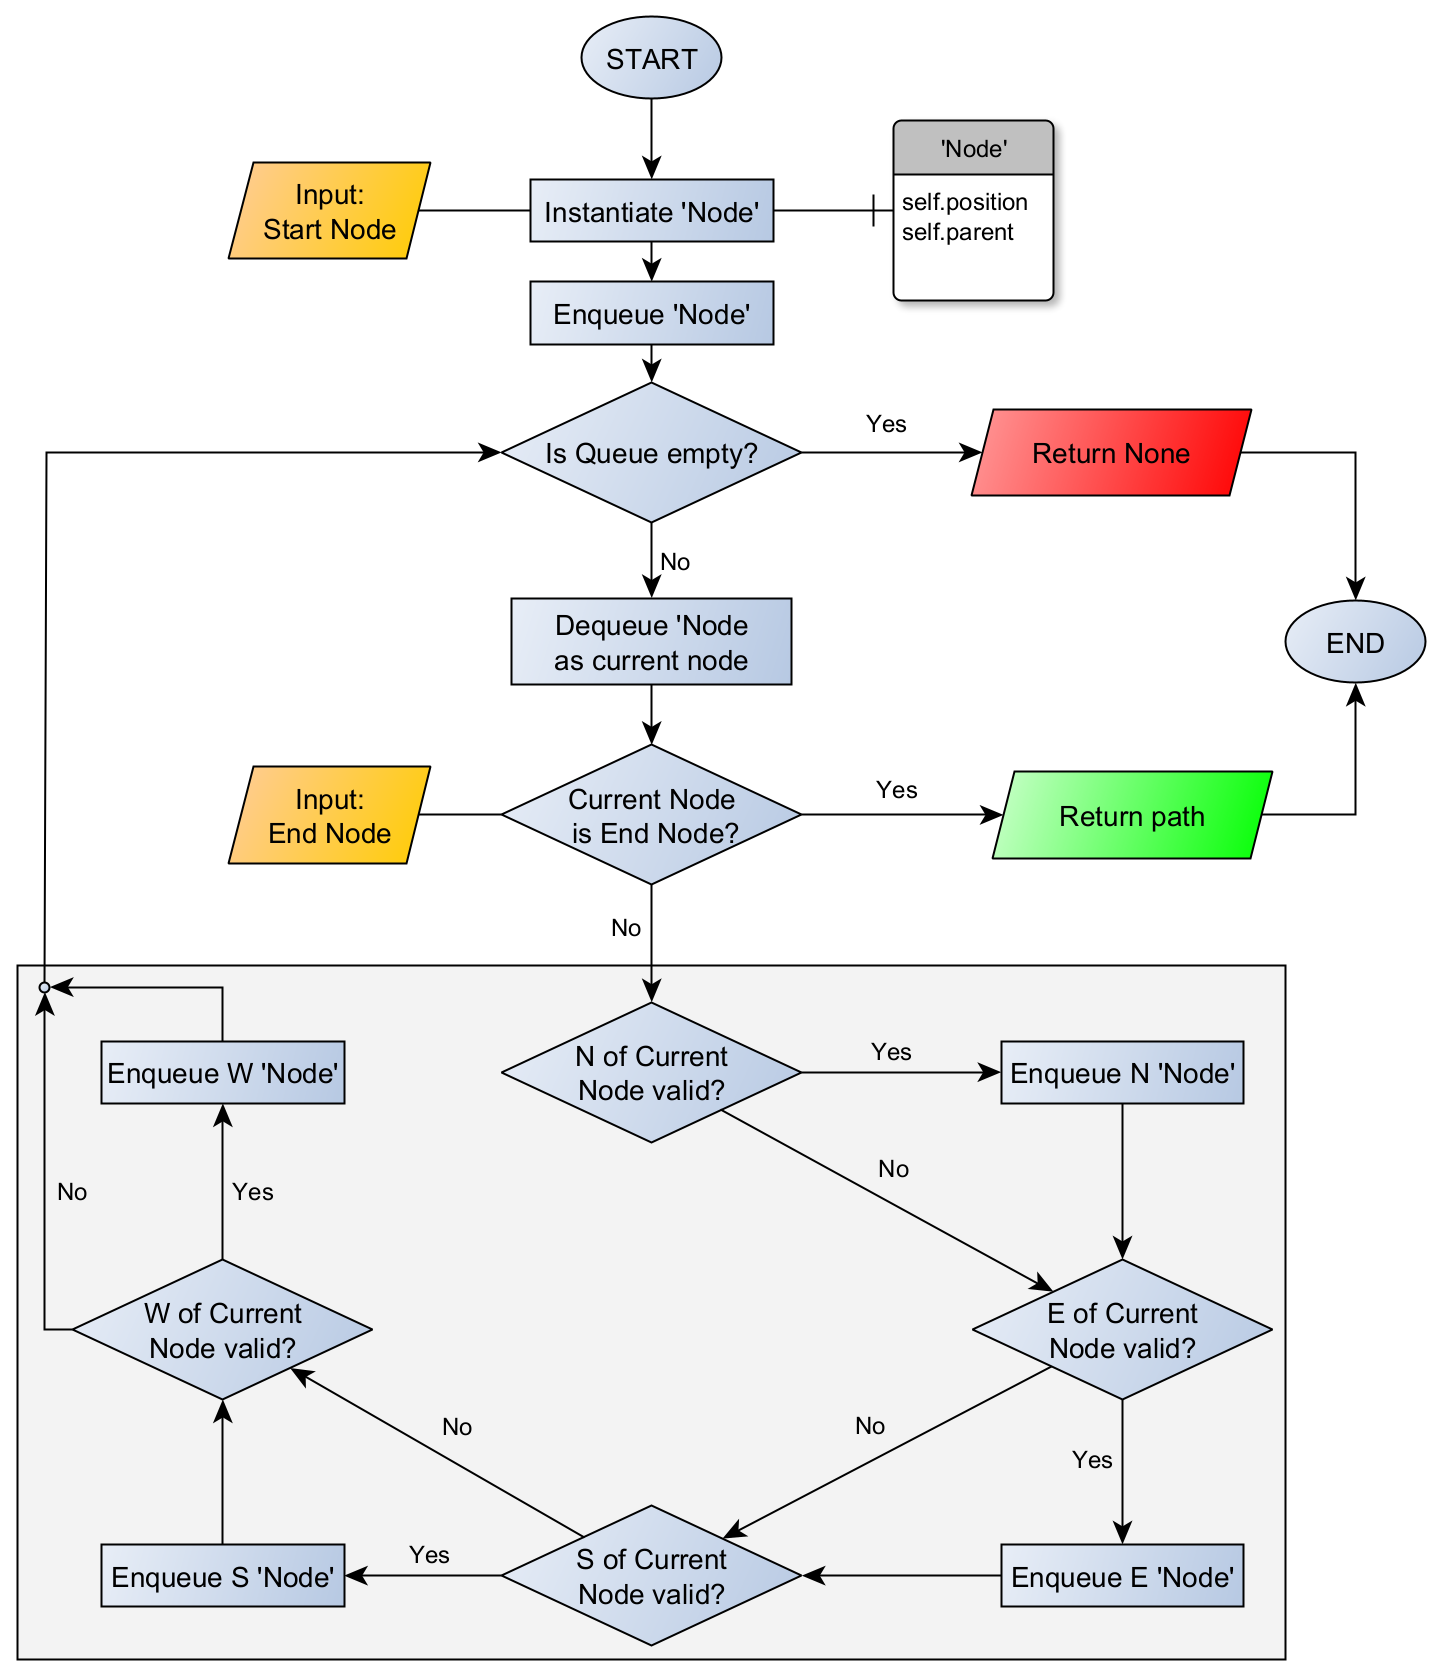 START
Input:
Start Node
Instantiate 'Node'
'Node'
self.position
self.parent
Enqueue 'Node'
Is Queue empty?
Yes
Return None
No
Dequeue 'Node
as current node
END
Input:
End Node
Current Node
is End Node?
Yes
Return path
No
N of Current
Node valid?
Yes
Enqueue N 'Node'
No
E of Current
Node valid?
No
Yes
Enqueue E 'Node'
S of Current
Node valid?
Yes
Enqueue S 'Node'
No
W of Current
Node valid?
Yes
Enqueue W 'Node'
No